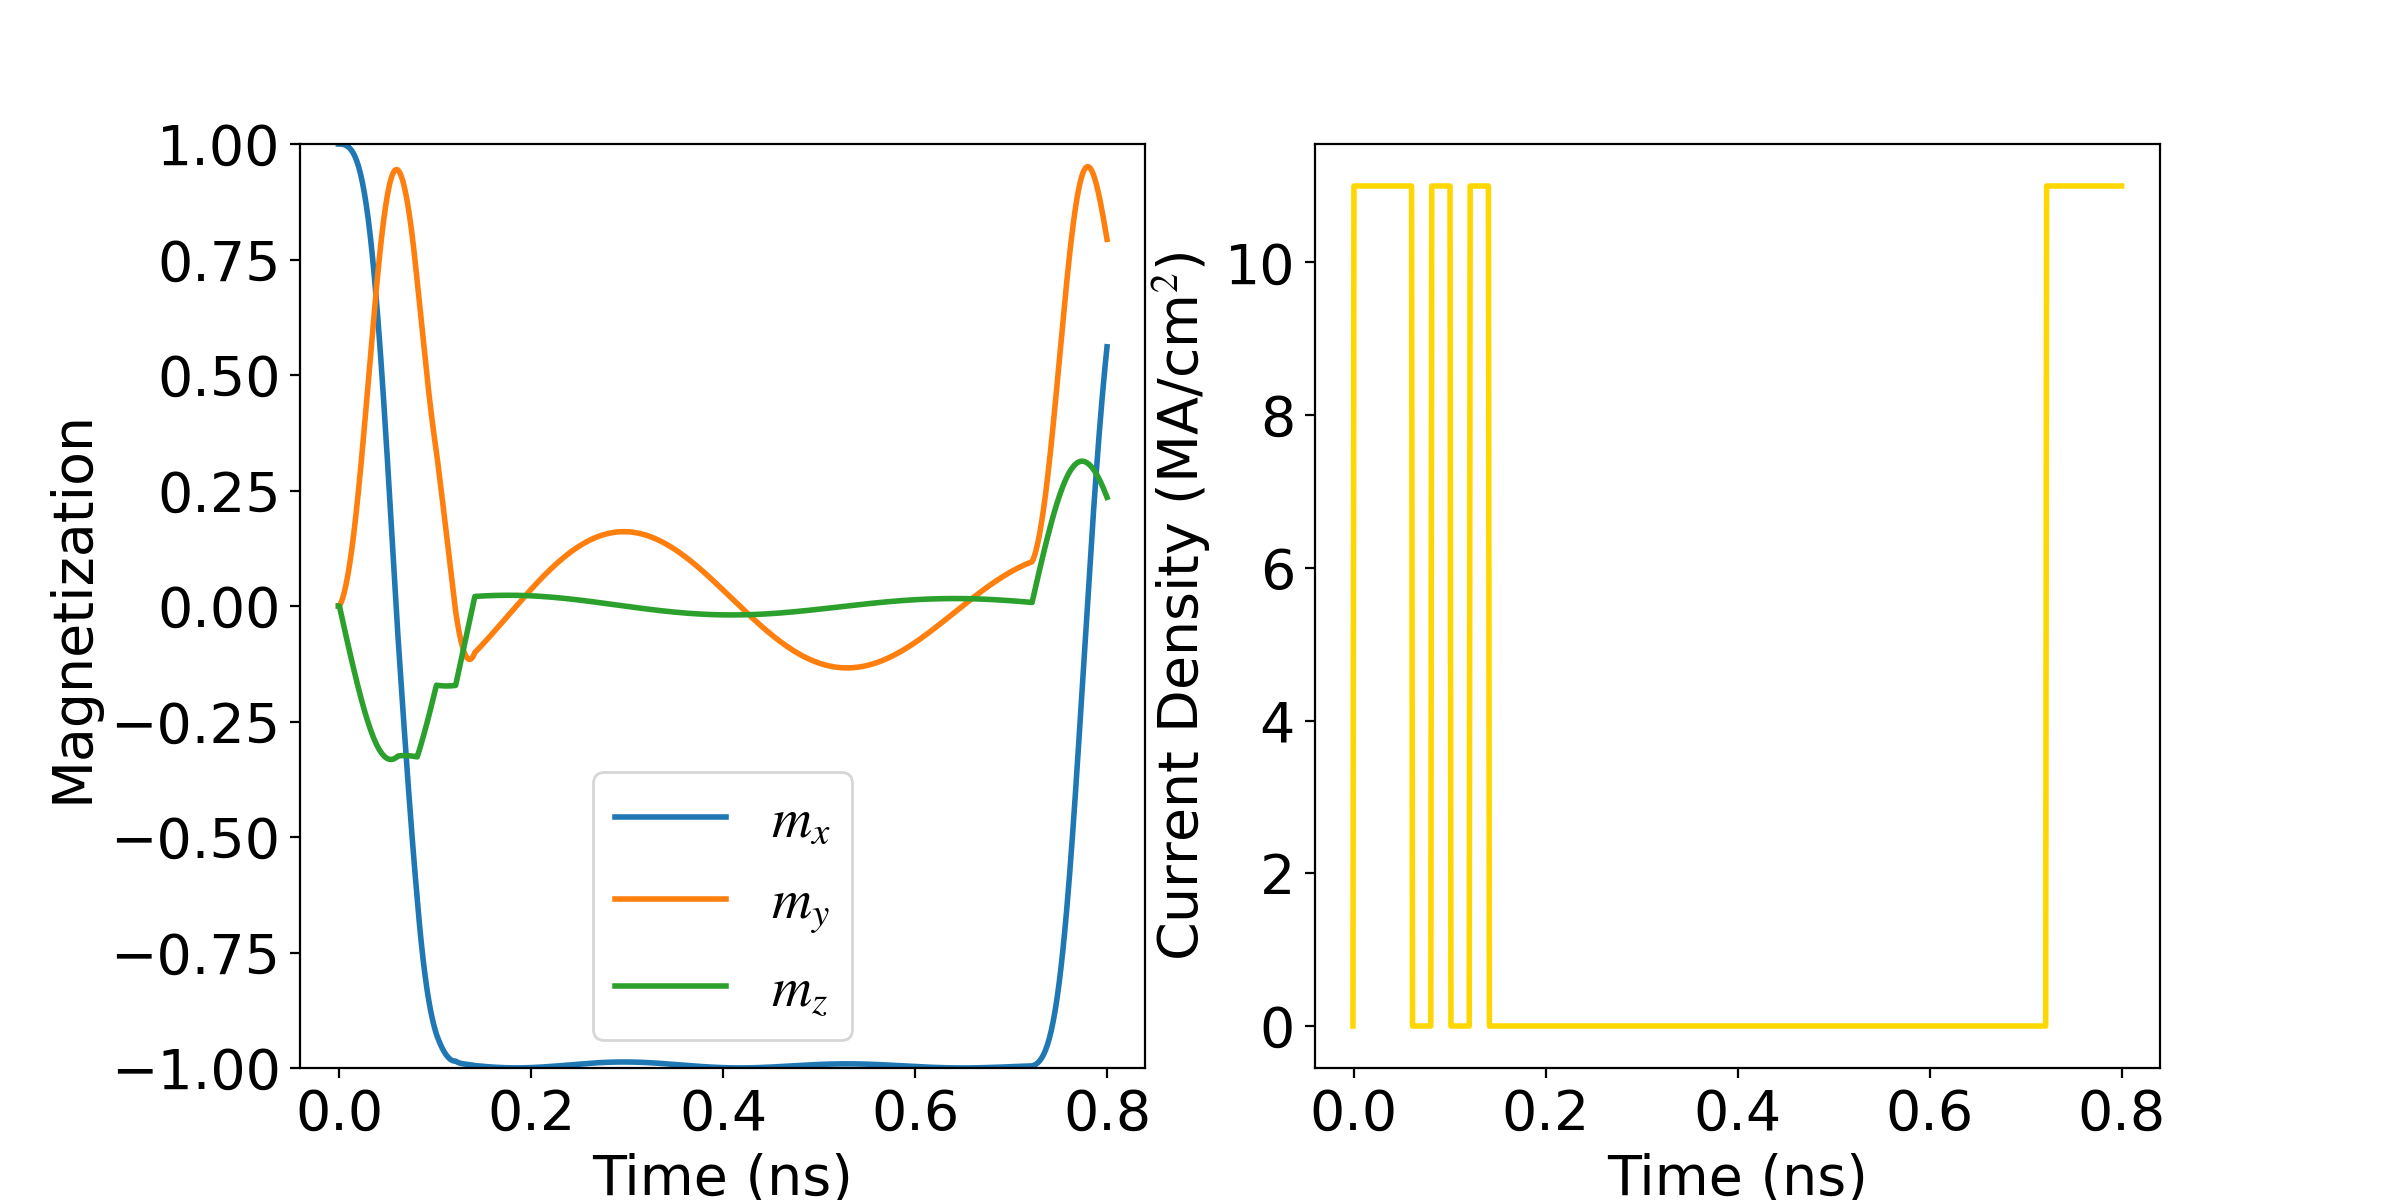 1.00
0.75
0.50
0.25
0.00
−0.25
−0.50
−0.75
−1.00
Magnetization
0.0 0.2 0.4 0.6 0.8
Time (ns)
m_x
m_y
m_z
10
8
6
4
2
0
Current Density (MA/cm²)
0.0 0.2 0.4 0.6 0.8
Time (ns)